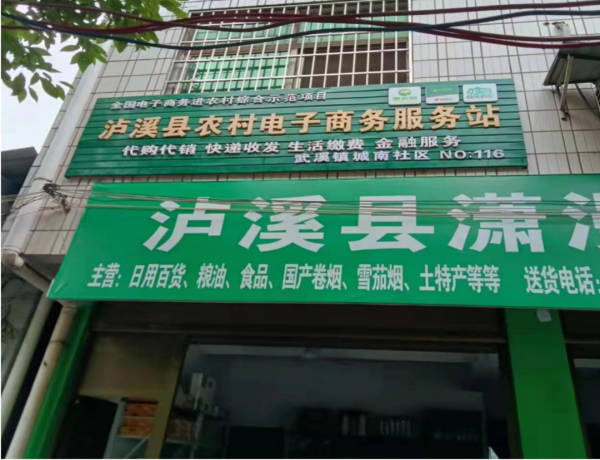 全国电子商务进农村综合示范项目
泸溪县农村电子商务服务站
代购代销 快递收发 生活缴费 金融服务
武溪镇城南社区 NO:116
泸溪县潇湘
主营：日用百货、粮油、食品、国产卷烟、雪茄烟、土特产等等 送货电话: